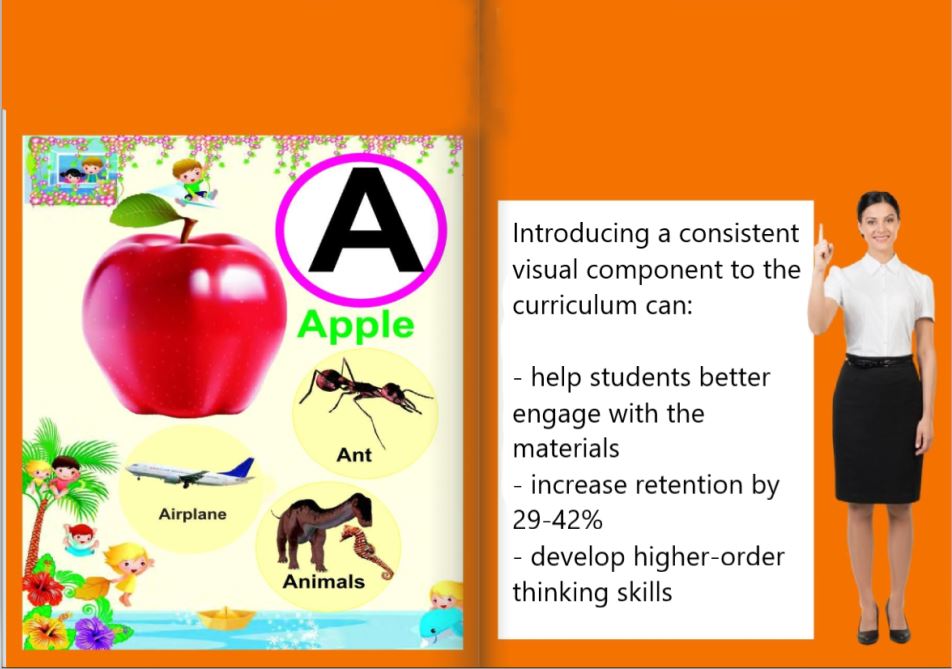 A
Apple
Ant
Airplane
Animals
Introducing a consistent
visual component to the
curriculum can:
- help students better
engage with the
materials
- increase retention by
29-42%
- develop higher-order
thinking skills